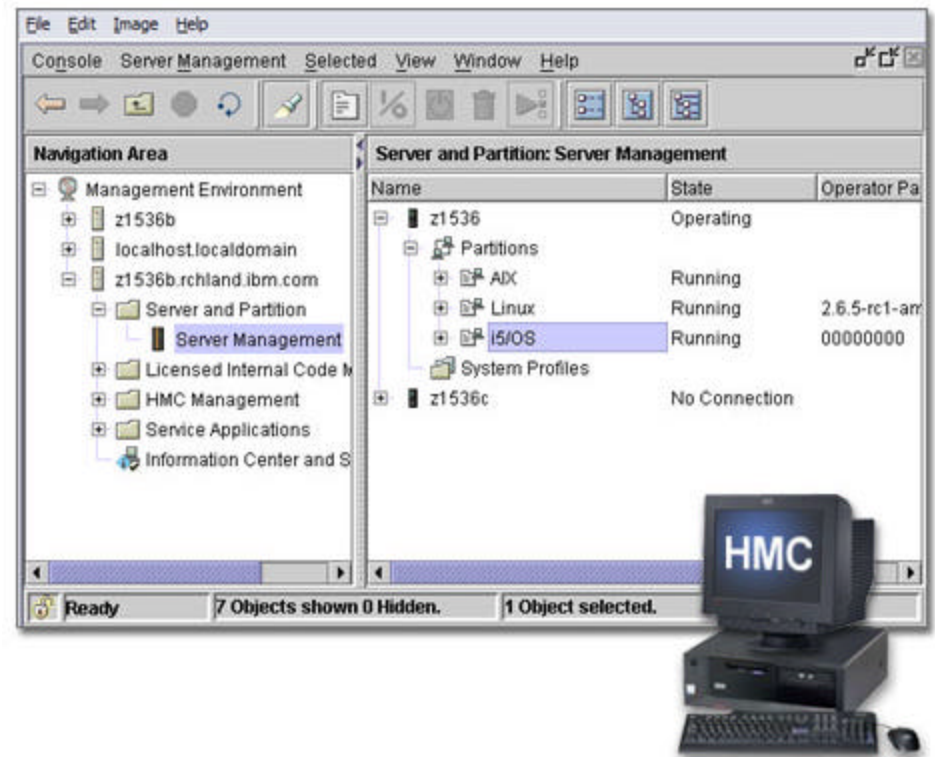 File Edit Image Help
Console Server Management Selected View Window Help
Navigation Area
Management Environment
z1536b
localhost.localdomain
z1536b.rchland.ibm.com
Server and Partition
Server Management
Licensed Internal Code
HMC Management
Service Applications
Information Center and S
Server and Partition: Server Management
Name State Operator Pa
z1536 Operating
Partitions
AIX Running
Linux Running 2.6.5-rc1-am
i5/OS Running 00000000
System Profiles
z1536c No Connection
Ready 7 Objects shown 0 Hidden. 1 Object selected.
HMC